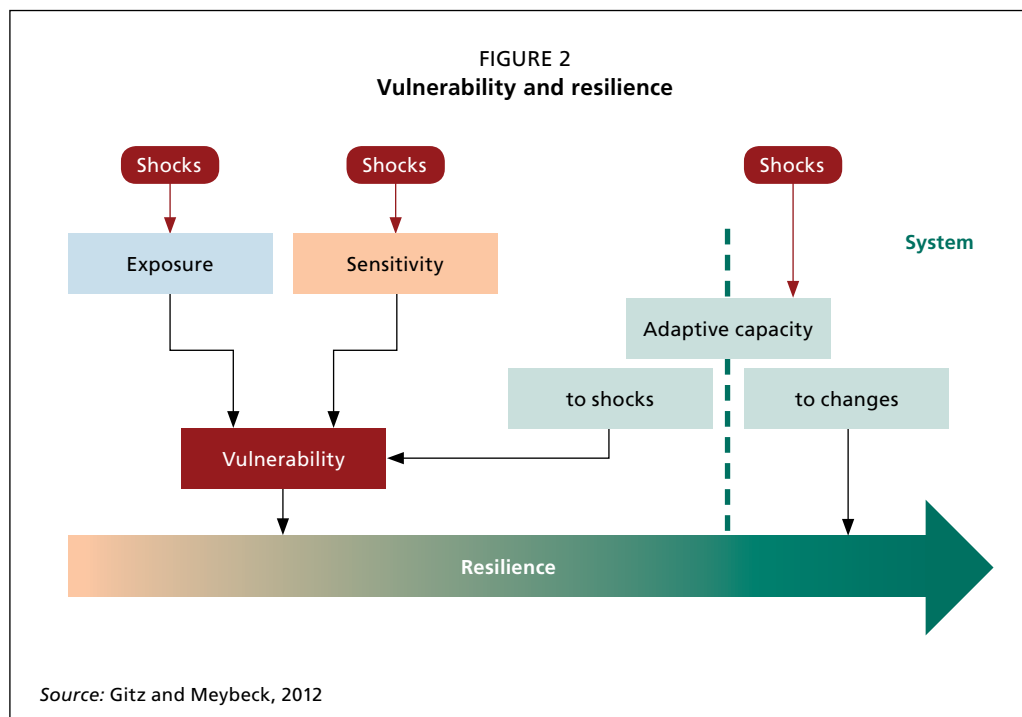 FIGURE 2
Vulnerability and resilience
Shocks
Shocks
Shocks
Exposure
Sensitivity
System
Adaptive capacity
to shocks
to changes
Vulnerability
Resilience
Source: Gitz and Meybeck, 2012